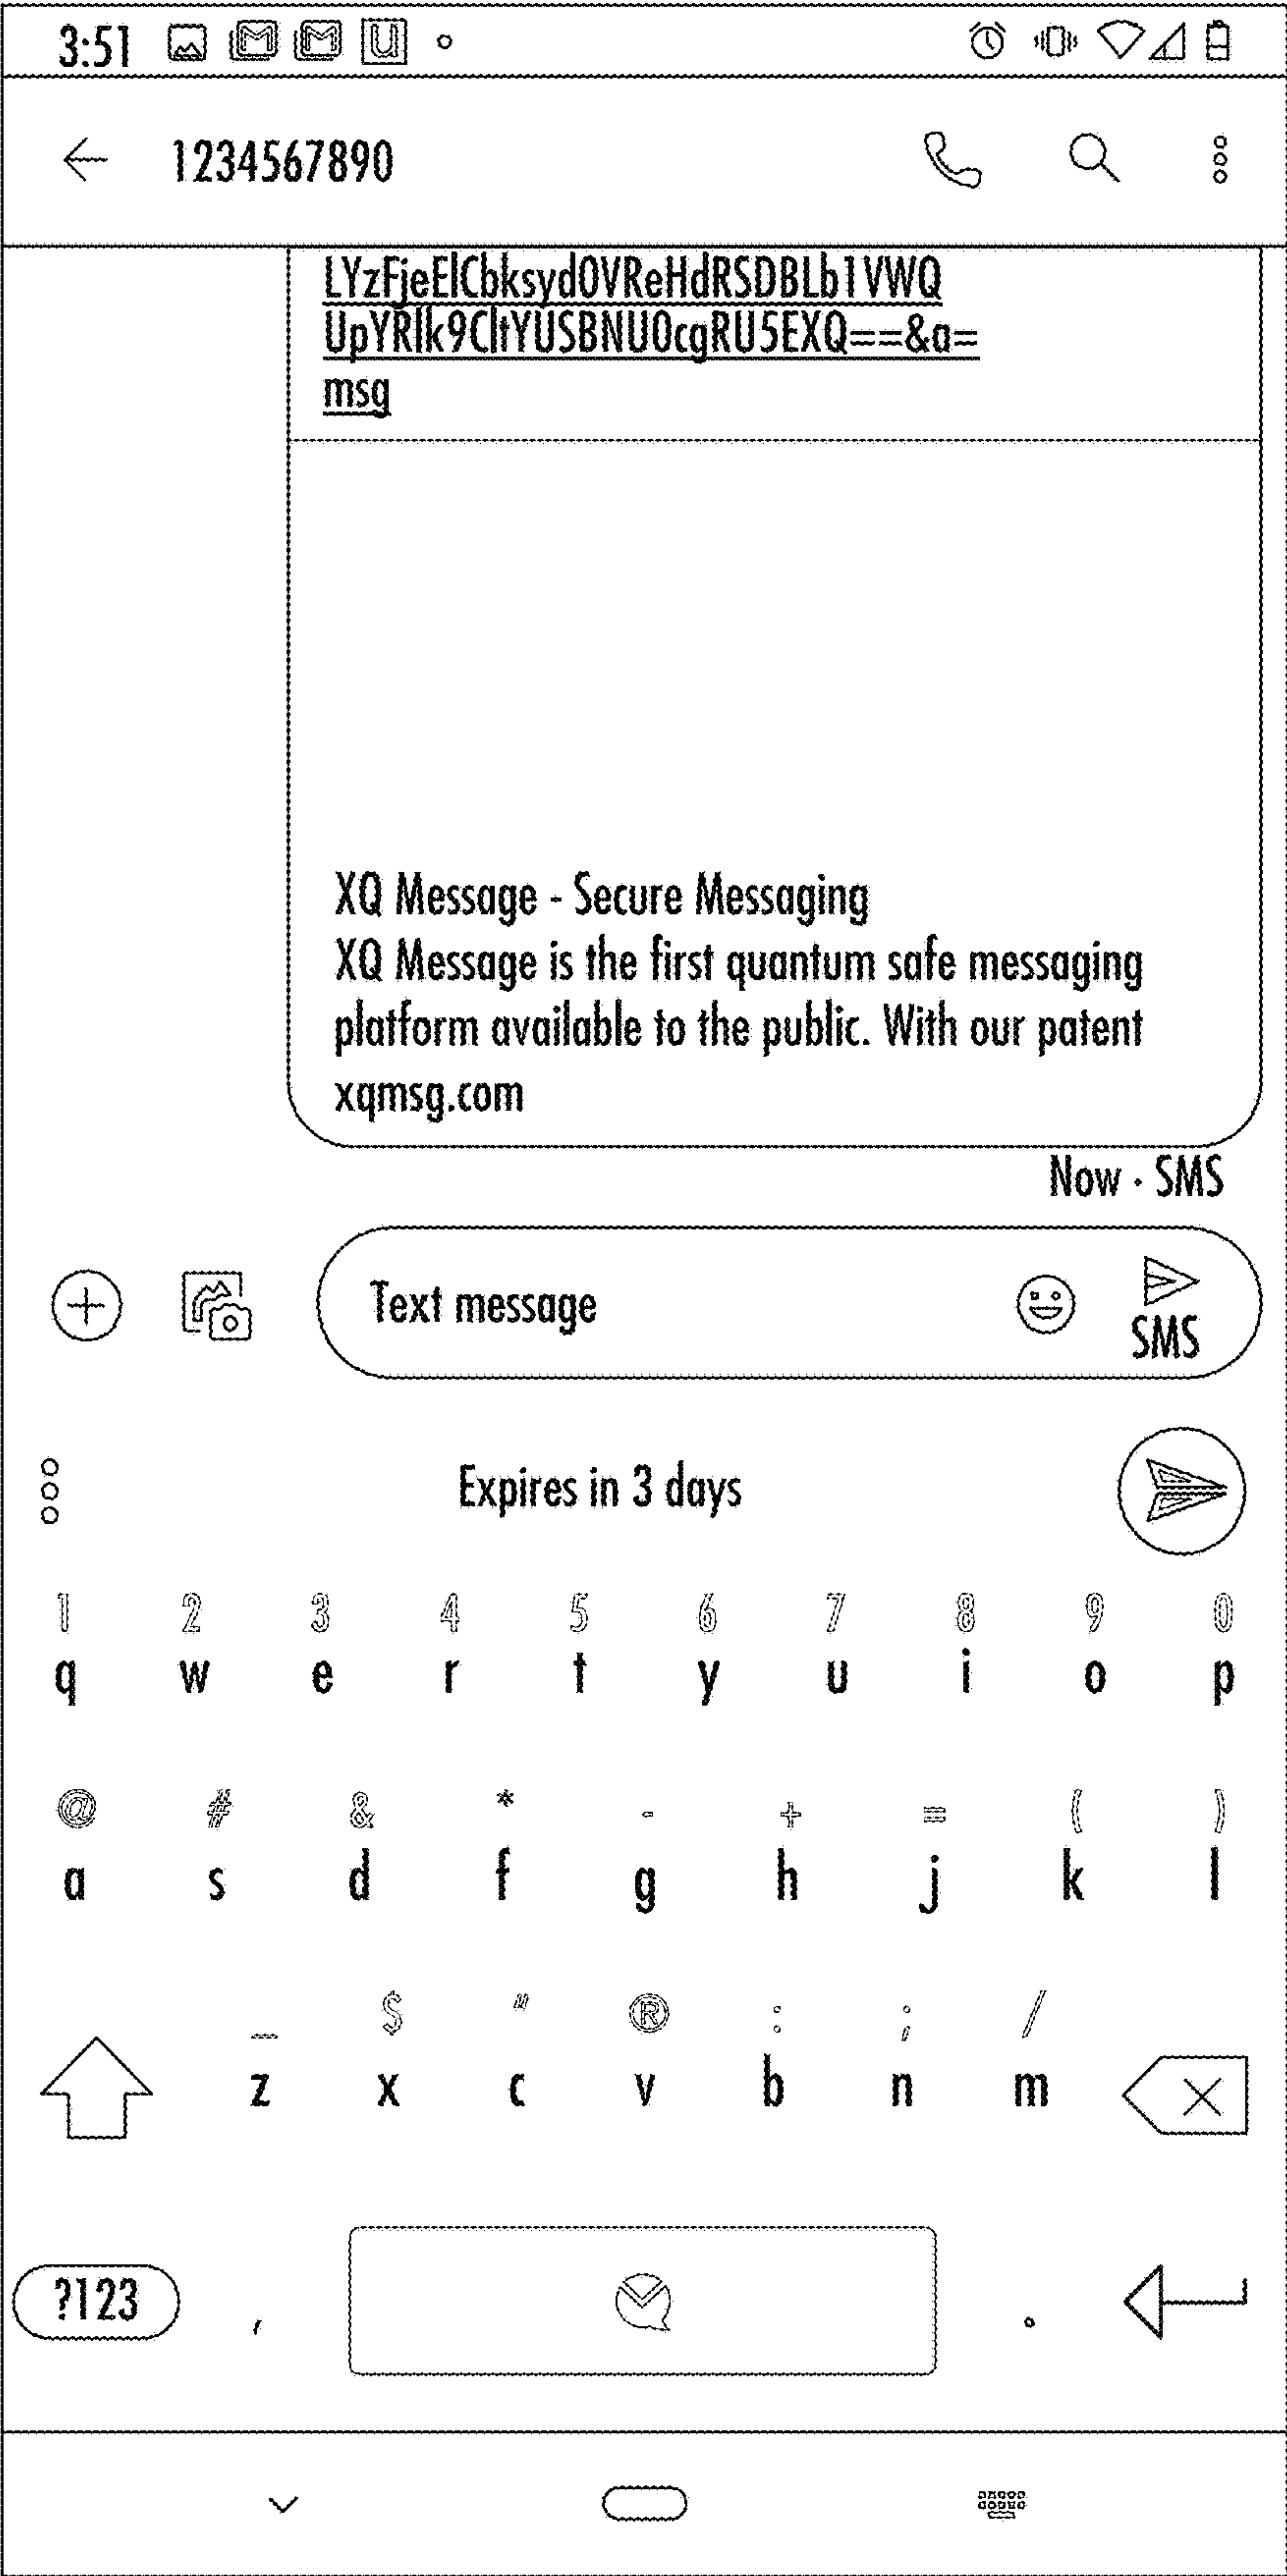 3:51
1234567890
LYzFjeElCbksyd0VReHdRSDBLb1VWQ
UpYRlk9CltYUSBNU0cgRU5EXQ==&a=
msg
XQ Message - Secure Messaging
XQ Message is the first quantum safe messaging
platform available to the public. With our patent
xqmsg.com
Now · SMS
Text message
SMS
Expires in 3 days
1 2 3 4 5 6 7 8 9 0
q w e r t y u i o p
@ # & * - + = ( )
a s d f g h j k l
_ $ " ® : ; /
z x c v b n m
?123 , .